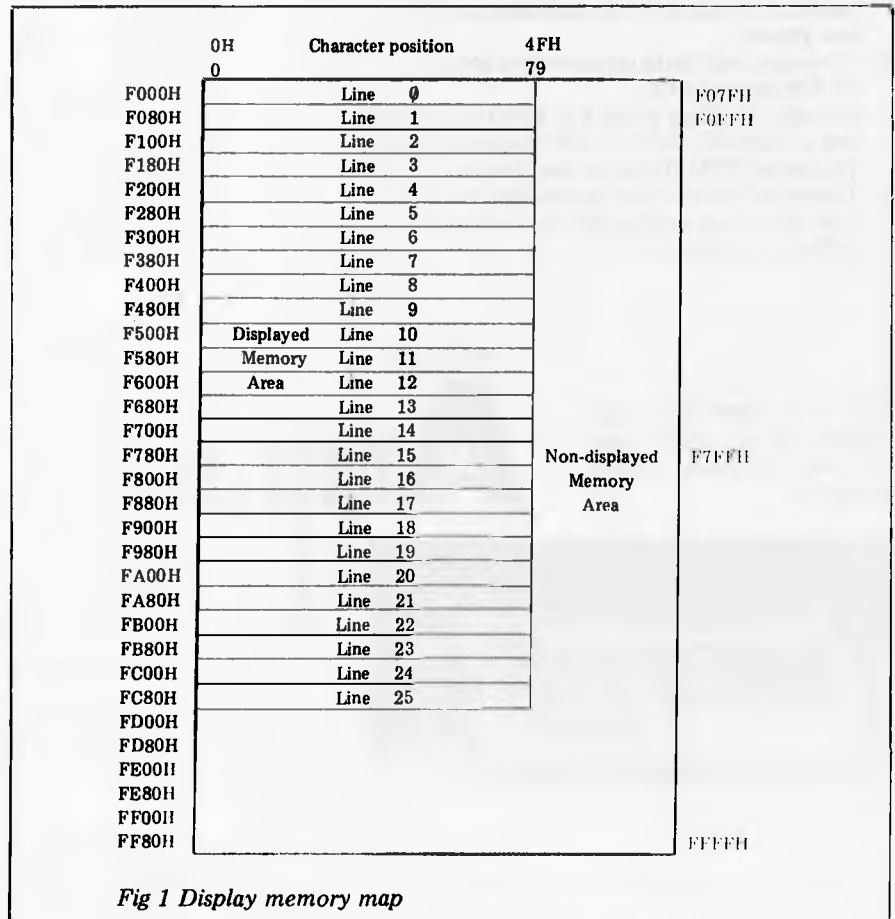 0H Character position 4FH
0 79
F000H Line 0 F07FH
F080H Line 1 F0FFH
F100H Line 2
F180H Line 3
F200H Line 4
F280H Line 5
F300H Line 6
F380H Line 7
F400H Line 8
F480H Line 9
F500H Displayed Line 10
F580H Memory Line 11
F600H Area Line 12
F680H Line 13
F700H Line 14
F780H Line 15 Non-displayed F7FFH
F800H Line 16 Memory
F880H Line 17 Area
F900H Line 18
F980H Line 19
FA00H Line 20
FA80H Line 21
FB00H Line 22
FB80H Line 23
FC00H Line 24
FC80H Line 25
FD00H
FD80H
FE00H
FE80H
FF00H
FF80H FFFFH
Fig 1 Display memory map